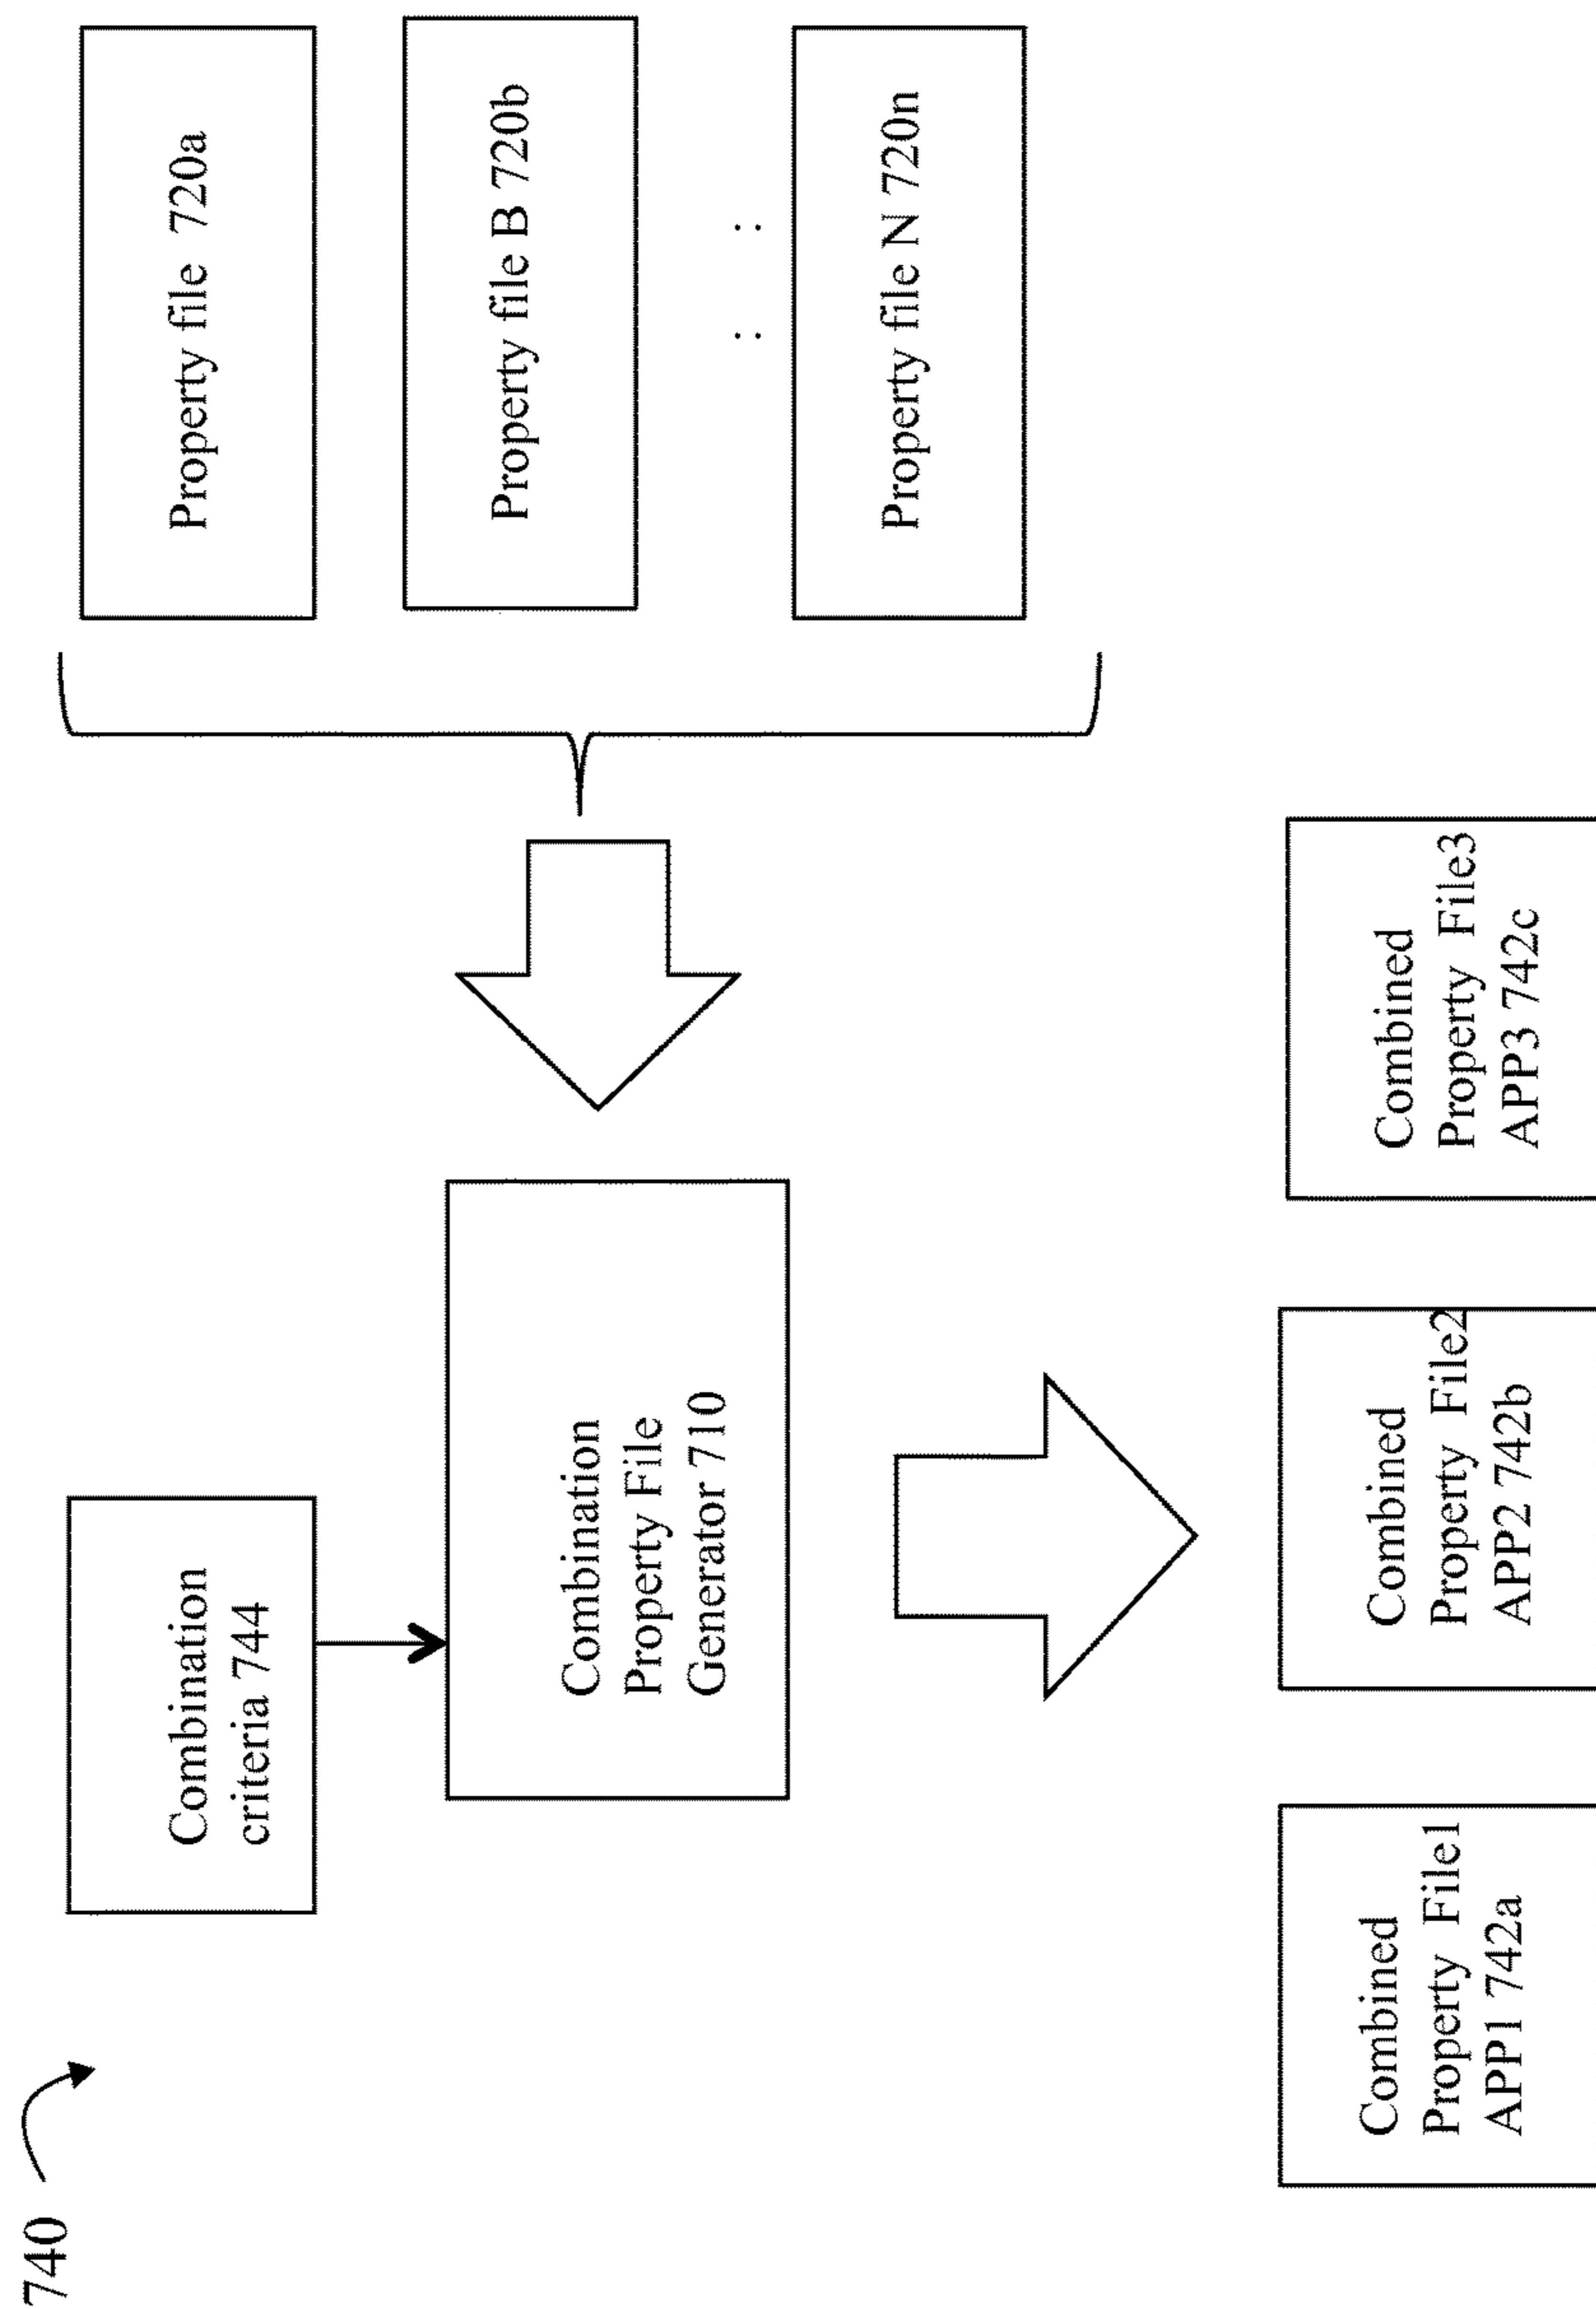 740
Combination
criteria 744
Property file 720a
Combination
Property File
Generator 710
Property file B 720b
: :
Property file N 720n
Combined
Property File1
APP1 742a
Combined
Property File2
APP2 742b
Combined
Property File3
APP3 742c